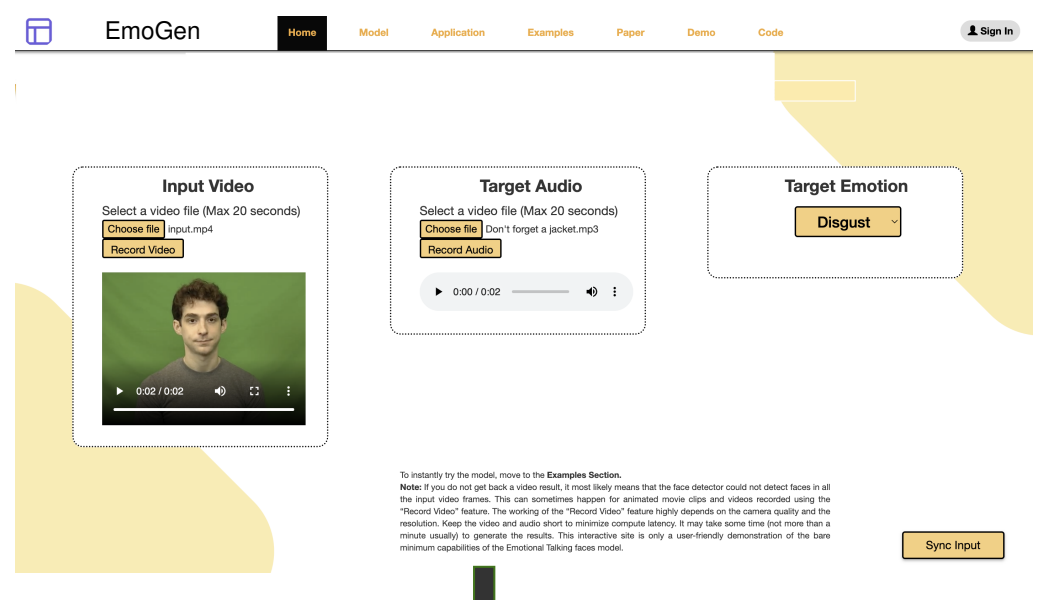 EmoGen
Home Model Application Examples Paper Demo Code
Sign In
Input Video
Select a video file (Max 20 seconds)
Choose file input.mp4
Record Video
0:02 / 0:02
Target Audio
Select a video file (Max 20 seconds)
Choose file Don't forget a jacket.mp3
Record Audio
0:00 / 0:02
Target Emotion
Disgust
To instantly try the model, move to the Examples Section.
Note: If you do not get back a video result, it most likely means that the face detector could not detect faces in all
the input video frames. This can sometimes happen for animated movie clips and videos recorded using the
“Record Video” feature. The working of the “Record Video” feature highly depends on the camera quality and the
resolution. Keep the video and audio short to minimize compute latency. It may take some time (not more than a
minute usually) to generate the results. This interactive site is only a user-friendly demonstration of the bare
minimum capabilities of the Emotional Talking faces model.
Sync Input